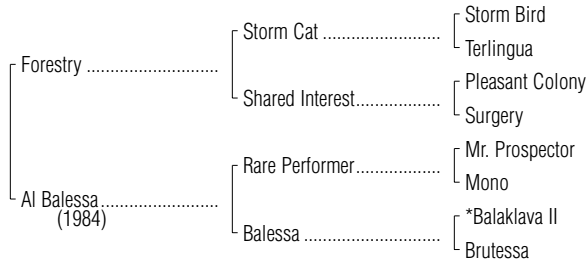 Storm Bird
Storm Cat ........................
Terlingua
Forestry ...........................
Pleasant Colony
Shared Interest....................
Surgery
Mr. Prospector
Rare Performer .................
Mono
Al Balessa........................
(1984)
*Balaklava II
Balessa ............................
Brutessa